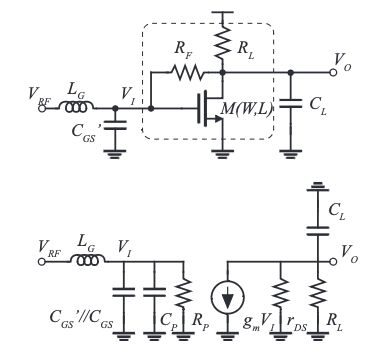 R_F R_L
V_RF L_G V_I V_O
C_GS' M(W,L) C_L
C_L
V_RF L_G V_I V_O
C_GS'//C_GS C_P R_P g_mV_I r_DS R_L